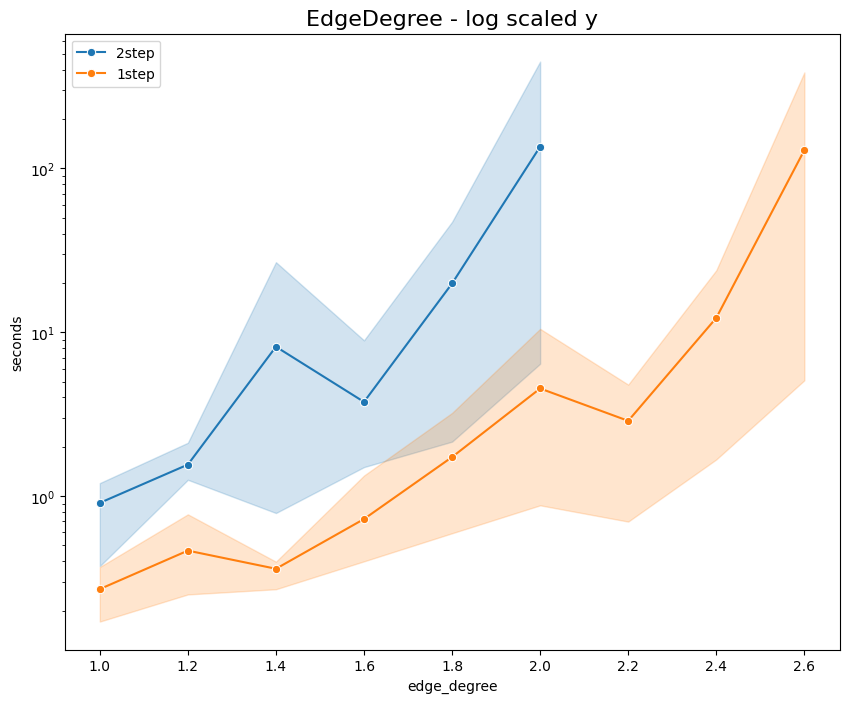 EdgeDegree - log scaled y
2step
1step
10²
10¹
10⁰
seconds
1.0 1.2 1.4 1.6 1.8 2.0 2.2 2.4 2.6
edge_degree